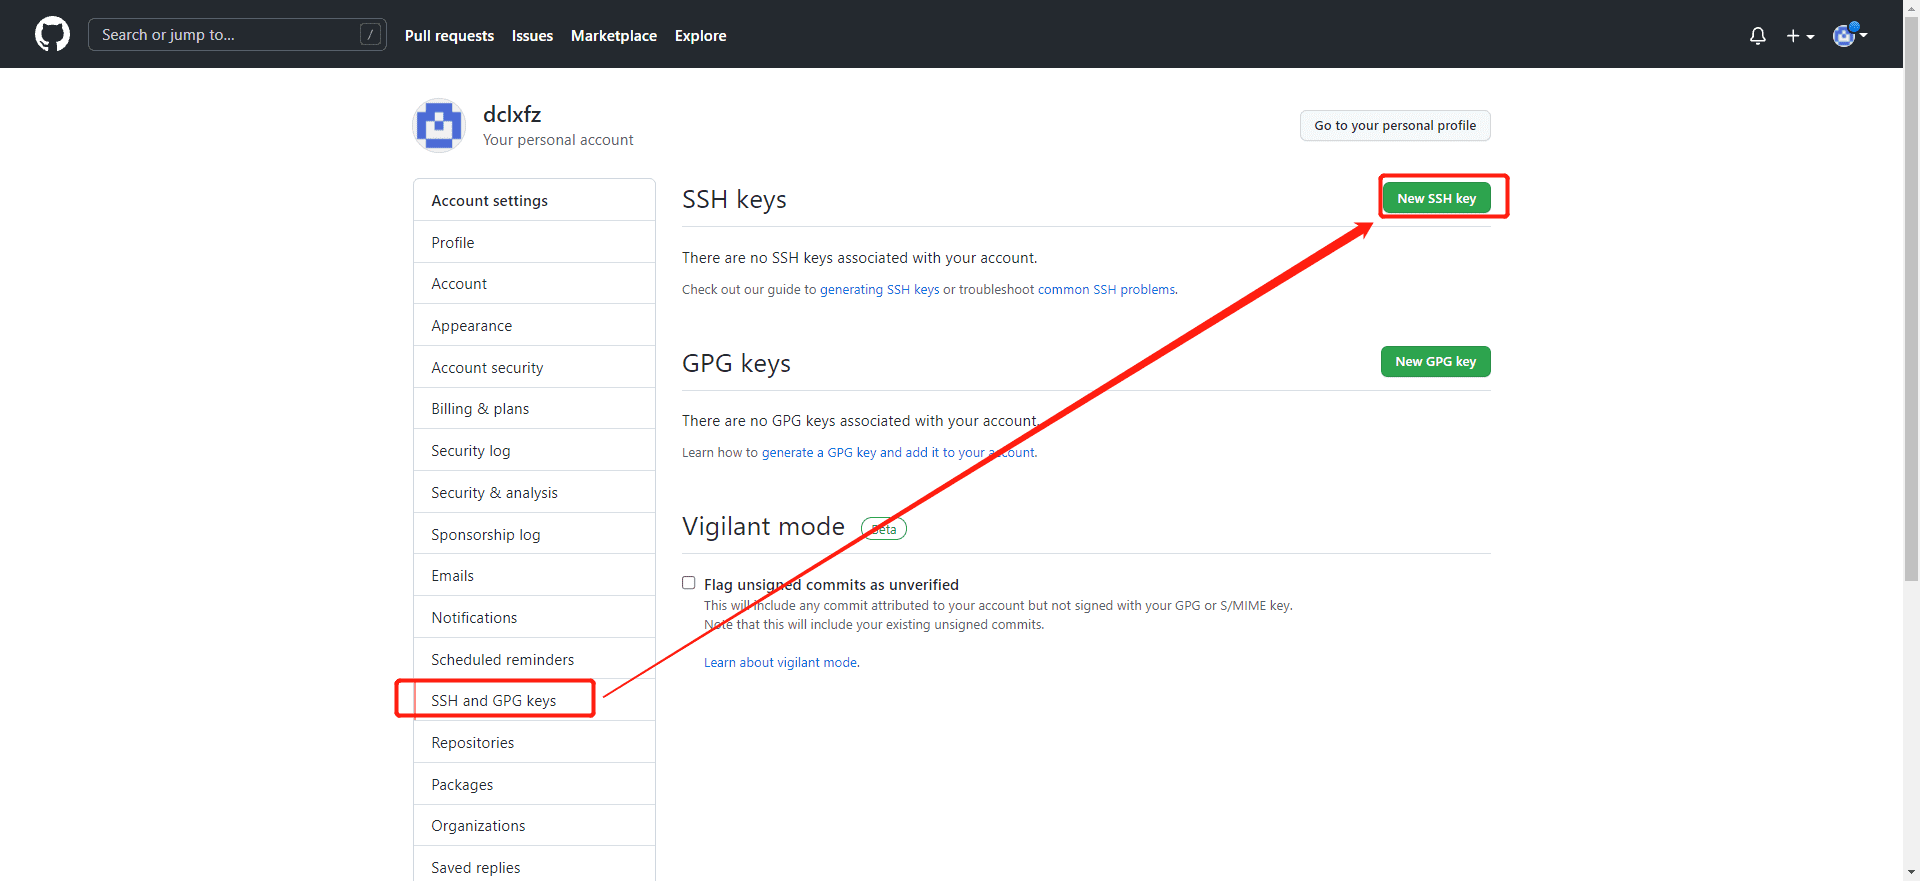 Search or jump to... /
Pull requests Issues Marketplace Explore
dclxfz
Your personal account
Go to your personal profile
Account settings
Profile
Account
Appearance
Account security
Billing & plans
Security log
Security & analysis
Sponsorship log
Emails
Notifications
Scheduled reminders
SSH and GPG keys
Repositories
Packages
Organizations
Saved replies
SSH keys
New SSH key
There are no SSH keys associated with your account.
Check out our guide to generating SSH keys or troubleshoot common SSH problems.
GPG keys
New GPG key
There are no GPG keys associated with your account.
Learn how to generate a GPG key and add it to your account.
Vigilant mode Beta
Flag unsigned commits as unverified
This will include any commit attributed to your account but not signed with your GPG or S/MIME key.
Note that this will include your existing unsigned commits.
Learn about vigilant mode.